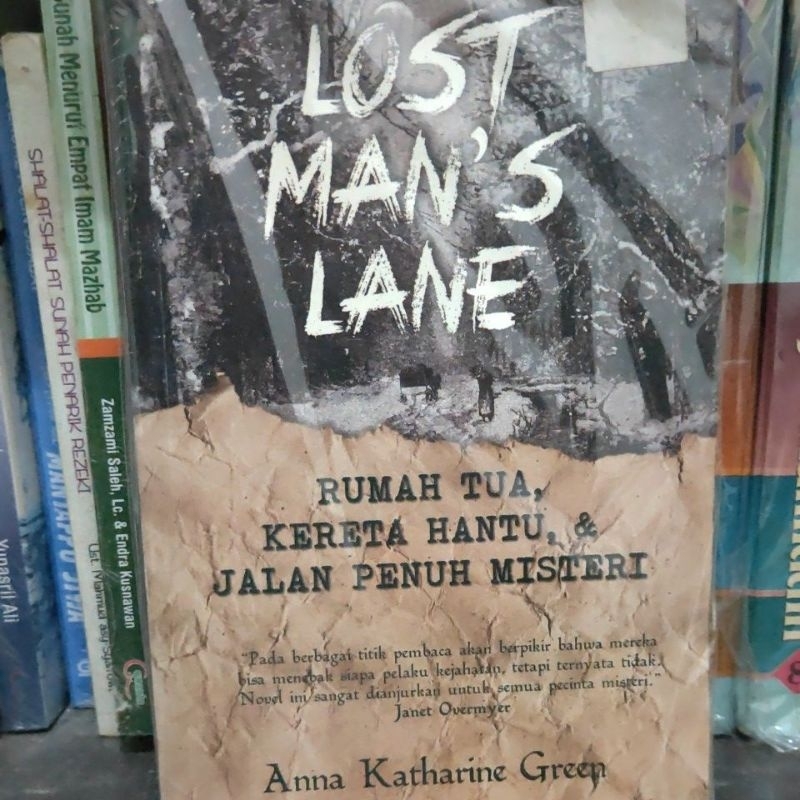 LOST
MAN'S
LANE
RUMAH TUA,
KERETA HANTU, &
JALAN PENUH MISTERI
"Pada berbagai titik pembaca akan berpikir bahwa mereka
bisa menebak siapa pelaku kejahatan, tetapi ternyata tidak.
Novel ini sangat dianjurkan untuk semua pecinta misteri."
Janet Overmyer
Anna Katharine Green
Sunah Menurut Empat Imam Mazhab
Zamzami Saleh, Lc. & Endra Kusnawan
SHALAT-SHALAT SUNAH PENARIK REZEKI
Yunasril Ali